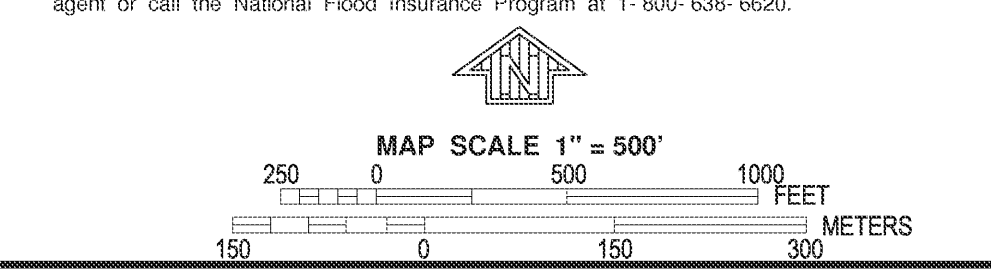 agent or call the National Flood Insurance Program at 1- 800- 638- 6620.
N
MAP SCALE 1" = 500'
250 0 500 1000
FEET
METERS
150 0 150 300